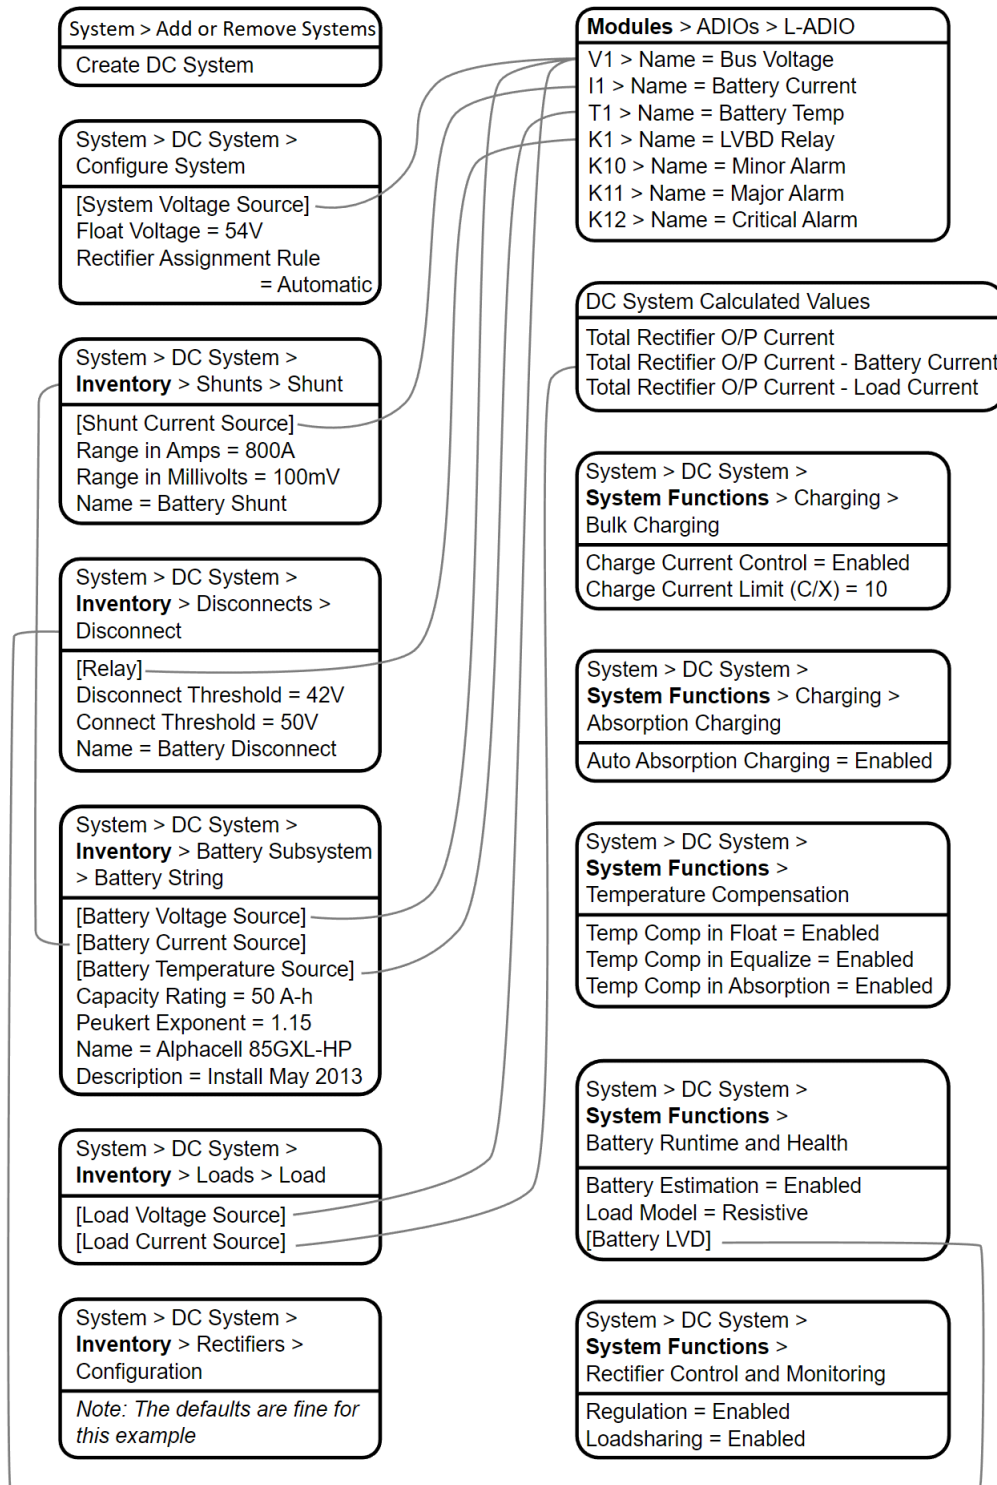 System > Add or Remove Systems
Create DC System
System > DC System >
Configure System
[System Voltage Source]
Float Voltage = 54V
Rectifier Assignment Rule
= Automatic
System > DC System >
Inventory > Shunts > Shunt
[Shunt Current Source]
Range in Amps = 800A
Range in Millivolts = 100mV
Name = Battery Shunt
System > DC System >
Inventory > Disconnects >
Disconnect
[Relay]
Disconnect Threshold = 42V
Connect Threshold = 50V
Name = Battery Disconnect
System > DC System >
Inventory > Battery Subsystem
> Battery String
[Battery Voltage Source]
[Battery Current Source]
[Battery Temperature Source]
Capacity Rating = 50 A-h
Peukert Exponent = 1.15
Name = Alphacell 85GXL-HP
Description = Install May 2013
System > DC System >
Inventory > Loads > Load
[Load Voltage Source]
[Load Current Source]
System > DC System >
Inventory > Rectifiers >
Configuration
Note: The defaults are fine for
this example
Modules > ADIOs > L-ADIO
V1 > Name = Bus Voltage
I1 > Name = Battery Current
T1 > Name = Battery Temp
K1 > Name = LVBD Relay
K10 > Name = Minor Alarm
K11 > Name = Major Alarm
K12 > Name = Critical Alarm
DC System Calculated Values
Total Rectifier O/P Current
Total Rectifier O/P Current - Battery Current
Total Rectifier O/P Current - Load Current
System > DC System >
System Functions > Charging >
Bulk Charging
Charge Current Control = Enabled
Charge Current Limit (C/X) = 10
System > DC System >
System Functions > Charging >
Absorption Charging
Auto Absorption Charging = Enabled
System > DC System >
System Functions >
Temperature Compensation
Temp Comp in Float = Enabled
Temp Comp in Equalize = Enabled
Temp Comp in Absorption = Enabled
System > DC System >
System Functions >
Battery Runtime and Health
Battery Estimation = Enabled
Load Model = Resistive
[Battery LVD]
System > DC System >
System Functions >
Rectifier Control and Monitoring
Regulation = Enabled
Loadsharing = Enabled